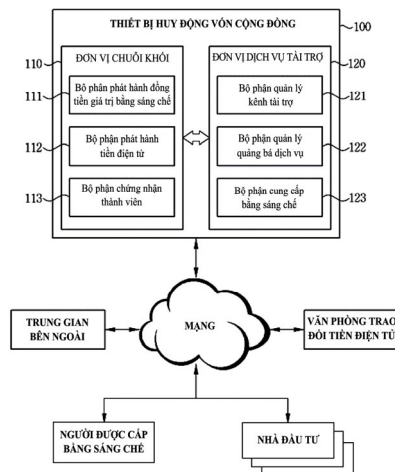 THIẾT BỊ HUY ĐỘNG VỐN CỘNG ĐỒNG
100
110
ĐƠN VỊ CHUỖI KHỐI
ĐƠN VỊ DỊCH VỤ TÀI TRỢ
120
111
Bộ phận phát hành đồng
tiền giá trị bằng sáng chế
Bộ phận quản lý
kênh tài trợ
121
112
Bộ phận phát hành
tiền điện tử
Bộ phận quản lý
quảng bá dịch vụ
122
113
Bộ phận chứng nhận
thành viên
Bộ phận cung cấp
bằng sáng chế
123
TRUNG GIAN
BÊN NGOÀI
MẠNG
VĂN PHÒNG TRAO
ĐỔI TIỀN ĐIỆN TỬ
NGƯỜI ĐƯỢC CẤP
BẰNG SÁNG CHẾ
NHÀ ĐẦU TƯ